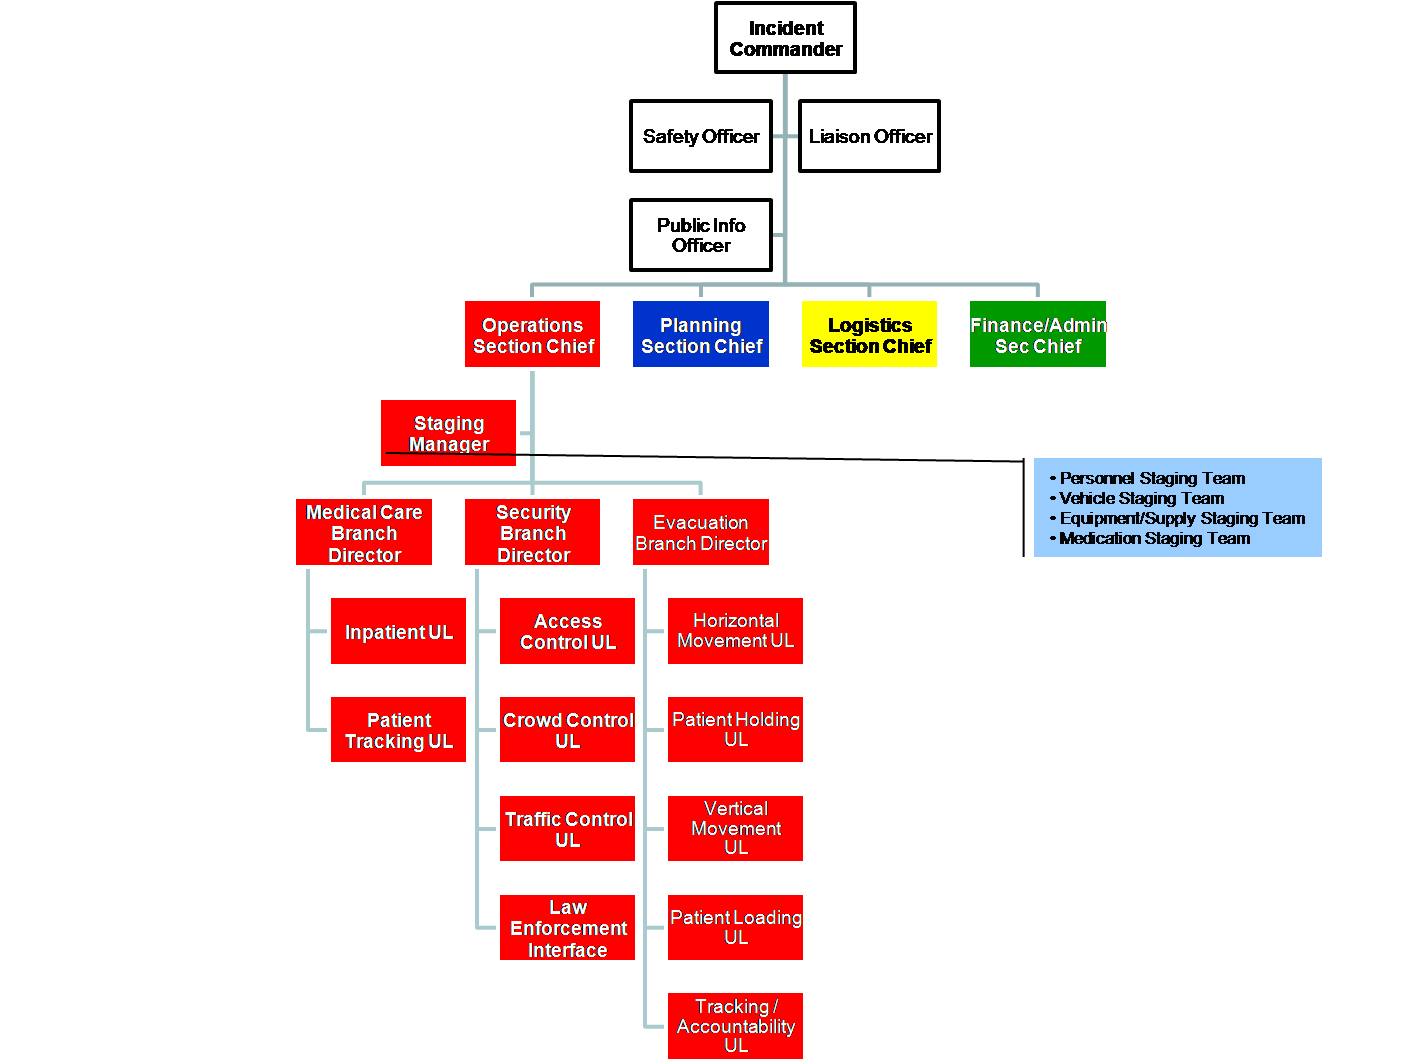 Incident
Commander
Safety Officer
Liaison Officer
Public Info
Officer
Operations
Section Chief
Planning
Section Chief
Logistics
Section Chief
Finance/Admin
Sec Chief
Staging
Manager
• Personnel Staging Team
• Vehicle Staging Team
• Equipment/Supply Staging Team
• Medication Staging Team
Medical Care
Branch
Director
Security
Branch
Director
Evacuation
Branch Director
Inpatient UL
Patient
Tracking UL
Access
Control UL
Crowd Control
UL
Traffic Control
UL
Law
Enforcement
Interface
Horizontal
Movement UL
Patient Holding
UL
Vertical
Movement
UL
Patient Loading
UL
Tracking /
Accountability
UL